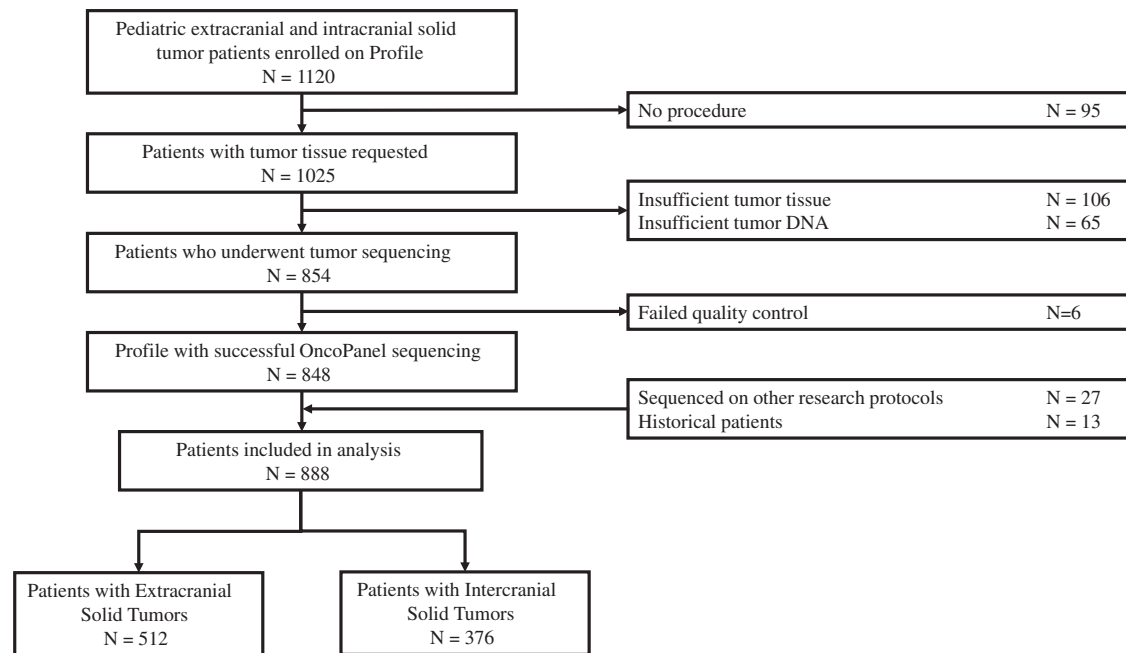 Pediatric extracranial and intracranial solid
tumor patients enrolled on Profile
N = 1120
No procedure N = 95
Patients with tumor tissue requested
N = 1025
Insufficient tumor tissue N = 106
Insufficient tumor DNA N = 65
Patients who underwent tumor sequencing
N = 854
Failed quality control N=6
Profile with successful OncoPanel sequencing
N = 848
Sequenced on other research protocols N = 27
Historical patients N = 13
Patients included in analysis
N = 888
Patients with Extracranial
Solid Tumors
N = 512
Patients with Intercranial
Solid Tumors
N = 376